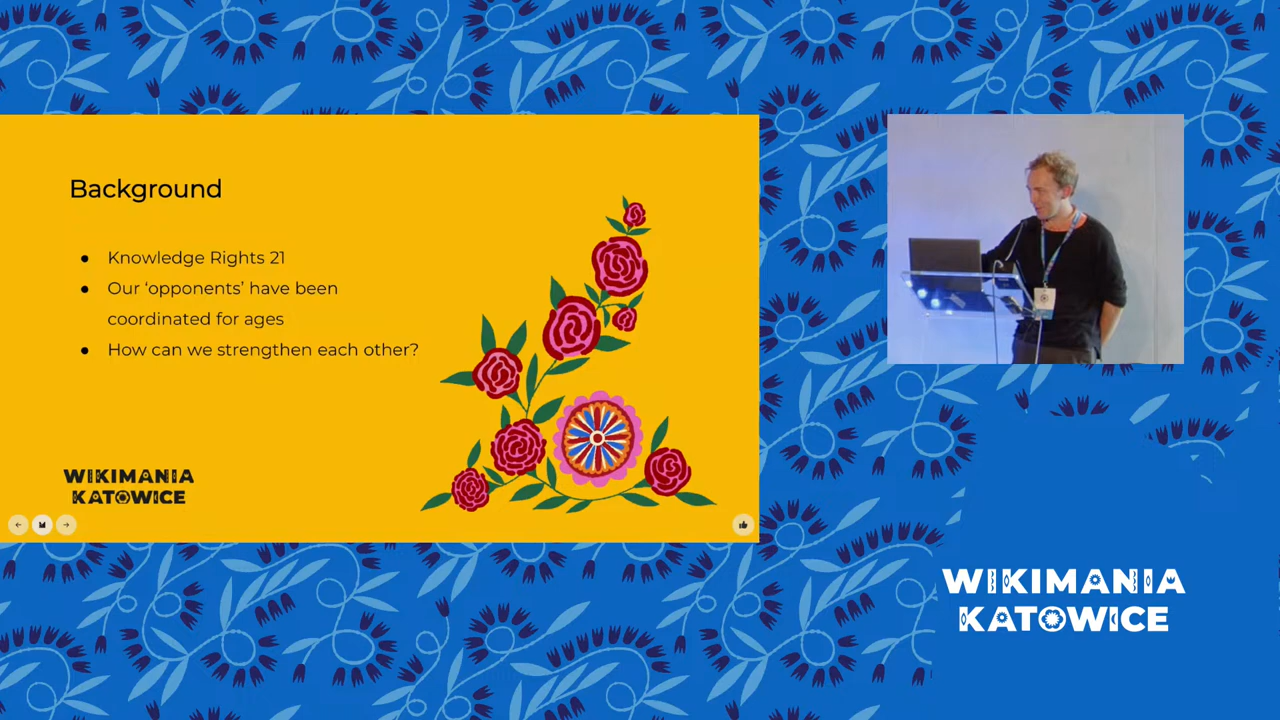 Background
● Knowledge Rights 21
● Our ‘opponents’ have been
coordinated for ages
● How can we strengthen each other?
WIKIMANIA
KATOWICE
WIKIMANIA
KATOWICE